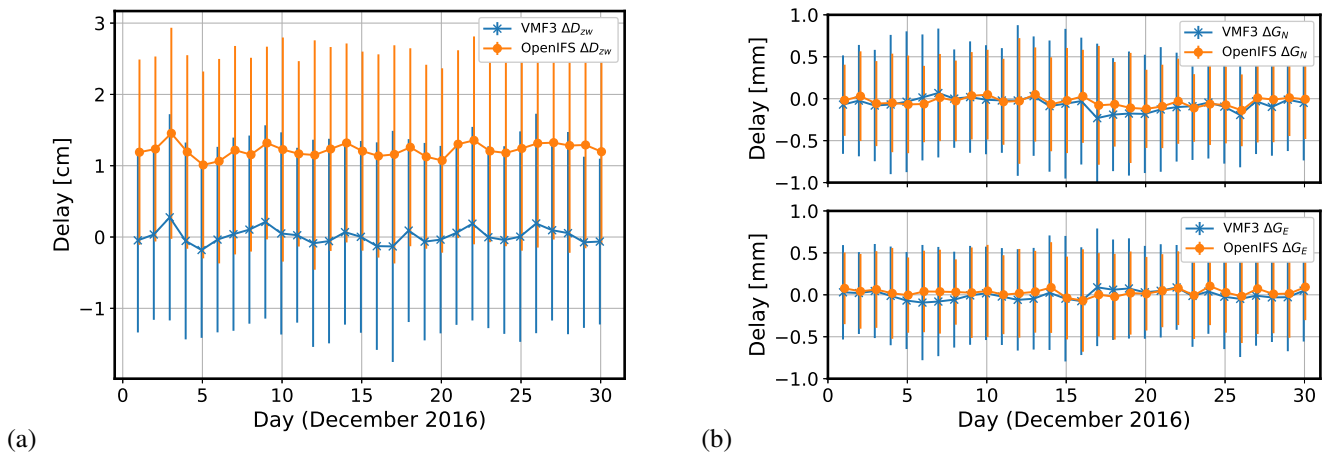 3
2
1
0
−1
Delay [cm]
VMF3 ΔD_zw
OpenIFS ΔD_zw
0 5 10 15 20 25 30
Day (December 2016)
(a)
1.0
0.5
0.0
−0.5
−1.0
Delay [mm]
VMF3 ΔG_N
OpenIFS ΔG_N
1.0
0.5
0.0
−0.5
−1.0
Delay [mm]
VMF3 ΔG_E
OpenIFS ΔG_E
0 5 10 15 20 25 30
Day (December 2016)
(b)